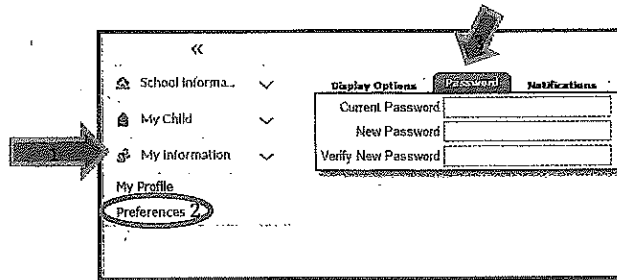 «
School Informa...
My Child
1
My Information
My Profile
Preferences 2
3
Display Options Password Notifications
Current Password
New Password
Verify New Password